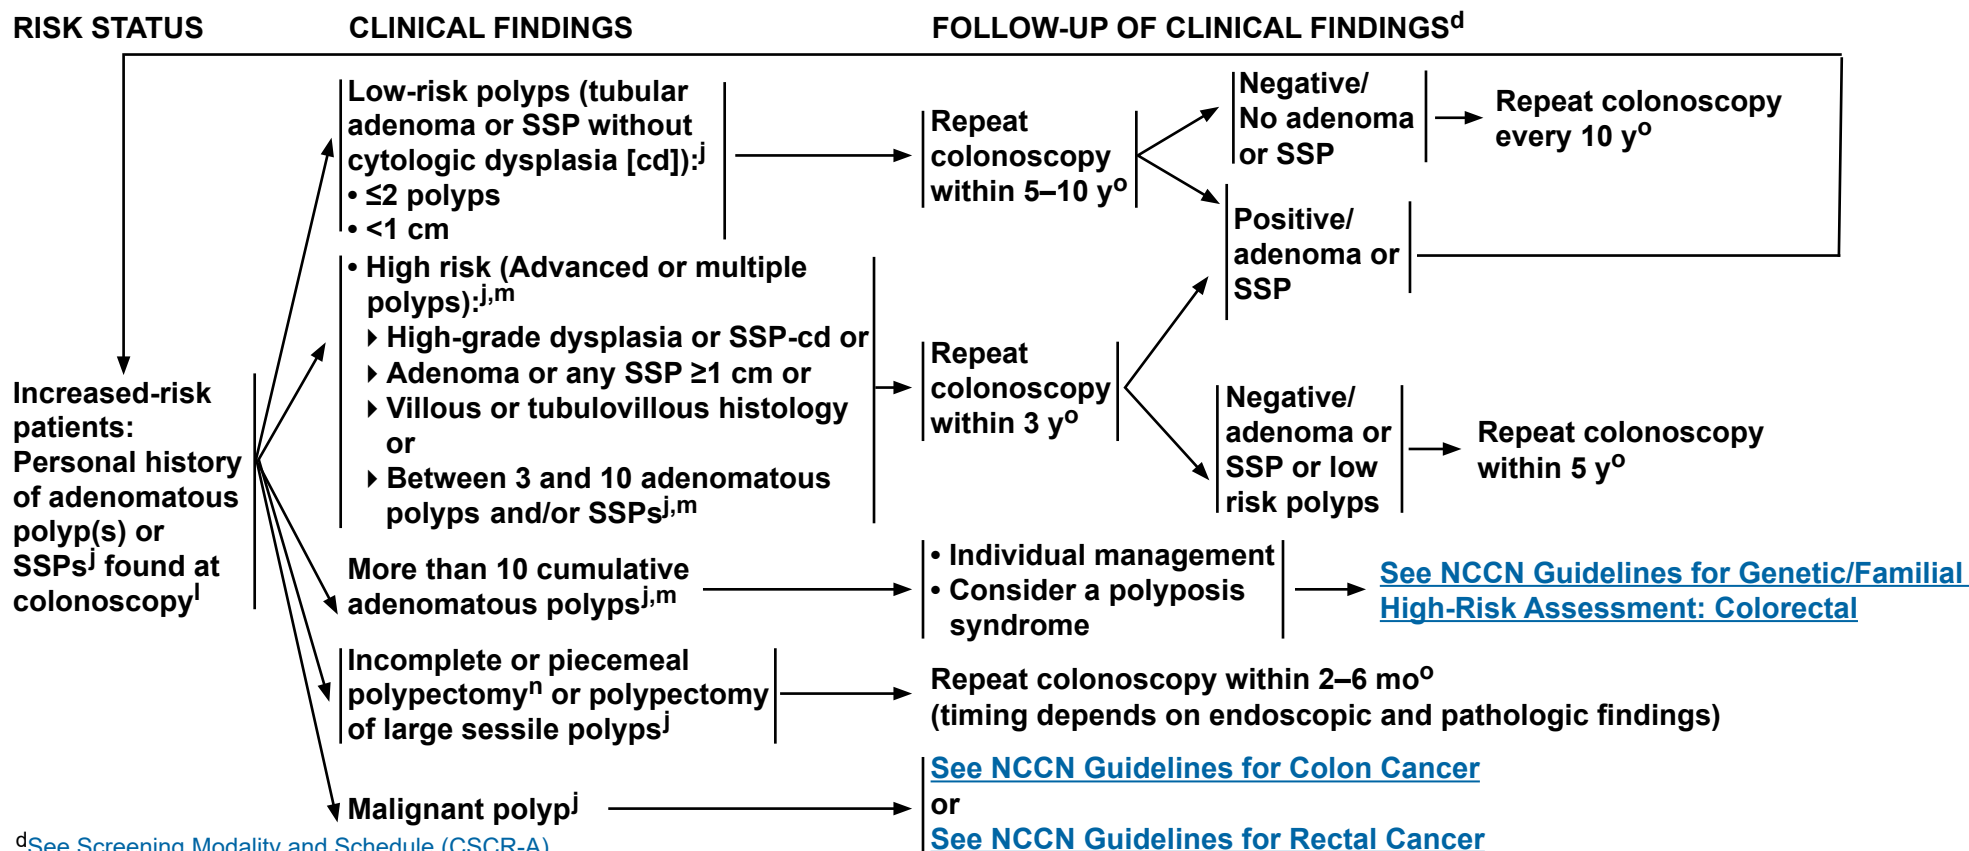 RISK STATUS
CLINICAL FINDINGS
FOLLOW-UP OF CLINICAL FINDINGSd
Increased-risk
patients:
Personal history
of adenomatous
polyp(s) or
SSPsj found at
colonoscopyl
Low-risk polyps (tubular
adenoma or SSP without
cytologic dysplasia [cd]):j
• ≤2 polyps
• <1 cm
Repeat
colonoscopy
within 5–10 yo
Negative/
No adenoma
or SSP
Repeat colonoscopy
every 10 yo
Positive/
adenoma or
SSP
• High risk (Advanced or multiple
polyps):j,m
High-grade dysplasia or SSP-cd or
Adenoma or any SSP ≥1 cm or
Villous or tubulovillous histology
or
Between 3 and 10 adenomatous
polyps and/or SSPsj,m
Repeat
colonoscopy
within 3 yo
Negative/
adenoma or
SSP or low
risk polyps
Repeat colonoscopy
within 5 yo
More than 10 cumulative
adenomatous polypsj,m
• Individual management
• Consider a polyposis
syndrome
See NCCN Guidelines for Genetic/Familial
High-Risk Assessment: Colorectal
Incomplete or piecemeal
polypectomyn or polypectomy
of large sessile polypsj
Repeat colonoscopy within 2–6 moo
(timing depends on endoscopic and pathologic findings)
Malignant polypj
See NCCN Guidelines for Colon Cancer
or
See NCCN Guidelines for Rectal Cancer
dSee Screening Modality and Schedule (CSCR-A)